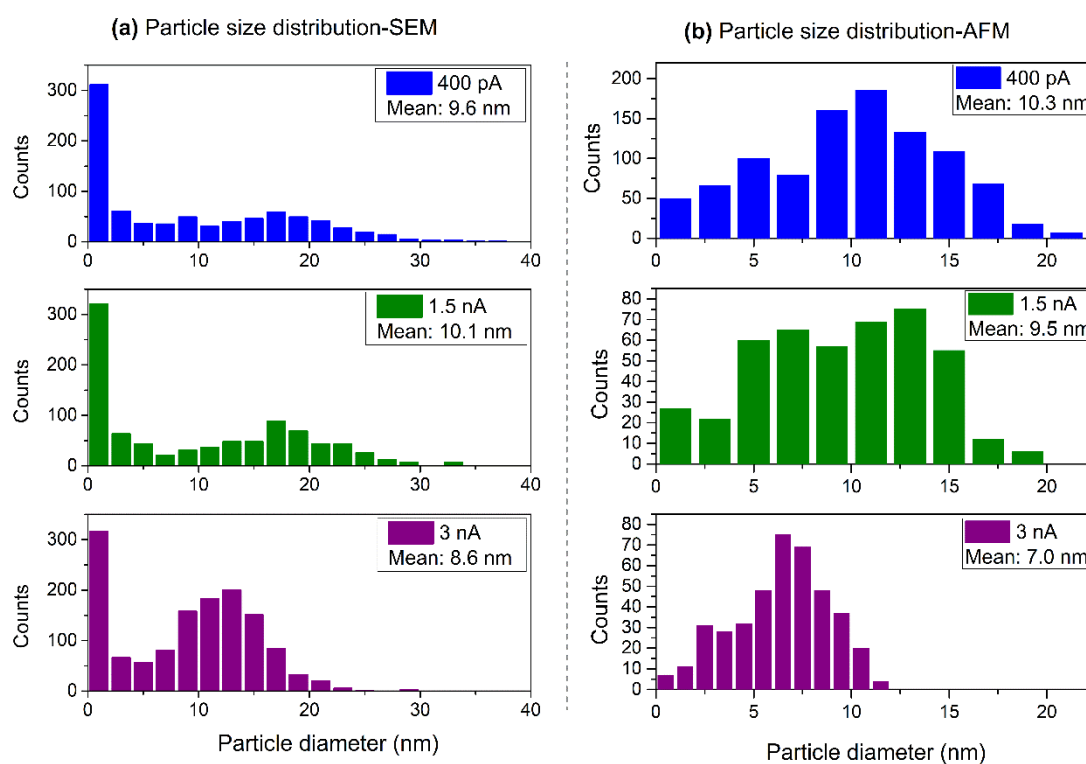 (a) Particle size distribution-SEM
400 pA
Mean: 9.6 nm
Counts
300
200
100
0
0 10 20 30 40
1.5 nA
Mean: 10.1 nm
Counts
300
200
100
0
0 10 20 30 40
3 nA
Mean: 8.6 nm
Counts
300
200
100
0
0 10 20 30 40
Particle diameter (nm)
(b) Particle size distribution-AFM
400 pA
Mean: 10.3 nm
Counts
200
150
100
50
0
0 5 10 15 20
1.5 nA
Mean: 9.5 nm
Counts
80
70
60
50
40
30
20
10
0
0 5 10 15 20
3 nA
Mean: 7.0 nm
Counts
80
70
60
50
40
30
20
10
0
0 5 10 15 20
Particle diameter (nm)